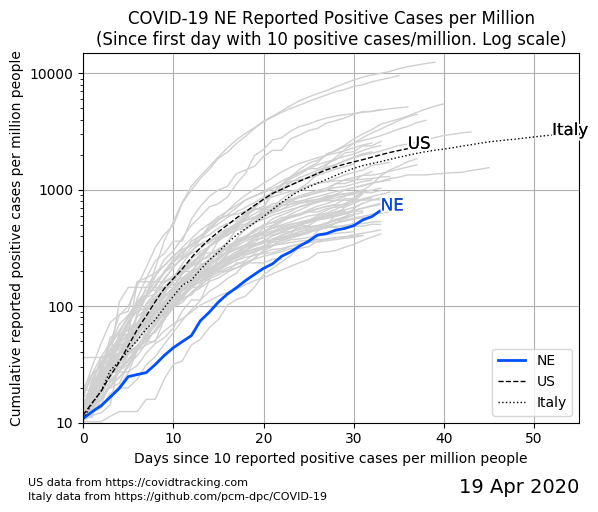 COVID-19 NE Reported Positive Cases per Million
(Since first day with 10 positive cases/million. Log scale)
Cumulative reported positive cases per million people
10000
1000
100
10
Italy
US
NE
NE
US
Italy
0
10
20
30
40
50
Days since 10 reported positive cases per million people
US data from https://covidtracking.com
Italy data from https://github.com/pcm-dpc/COVID-19
19 Apr 2020